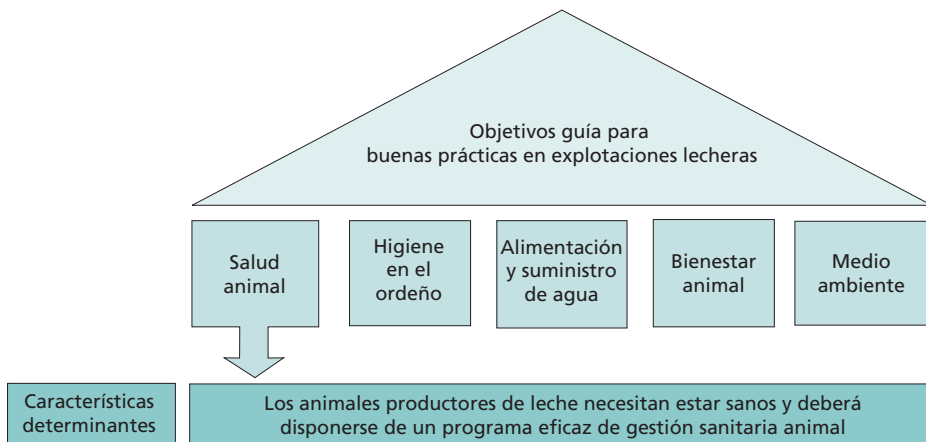 Objetivos guía para
buenas prácticas en explotaciones lecheras
Salud
animal
Higiene
en el
ordeño
Alimentación
y suministro
de agua
Bienestar
animal
Medio
ambiente
Características
determinantes
Los animales productores de leche necesitan estar sanos y deberá
disponerse de un programa eficaz de gestión sanitaria animal